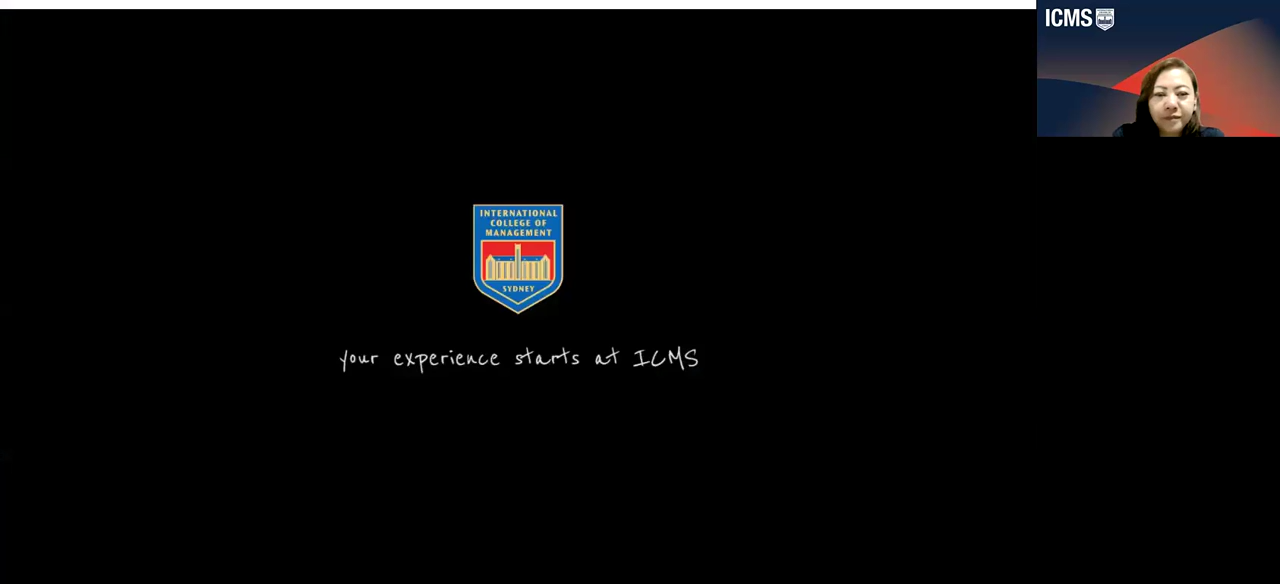 ICMS
INTERNATIONAL
COLLEGE OF
MANAGEMENT
SYDNEY
your experience starts at ICMS